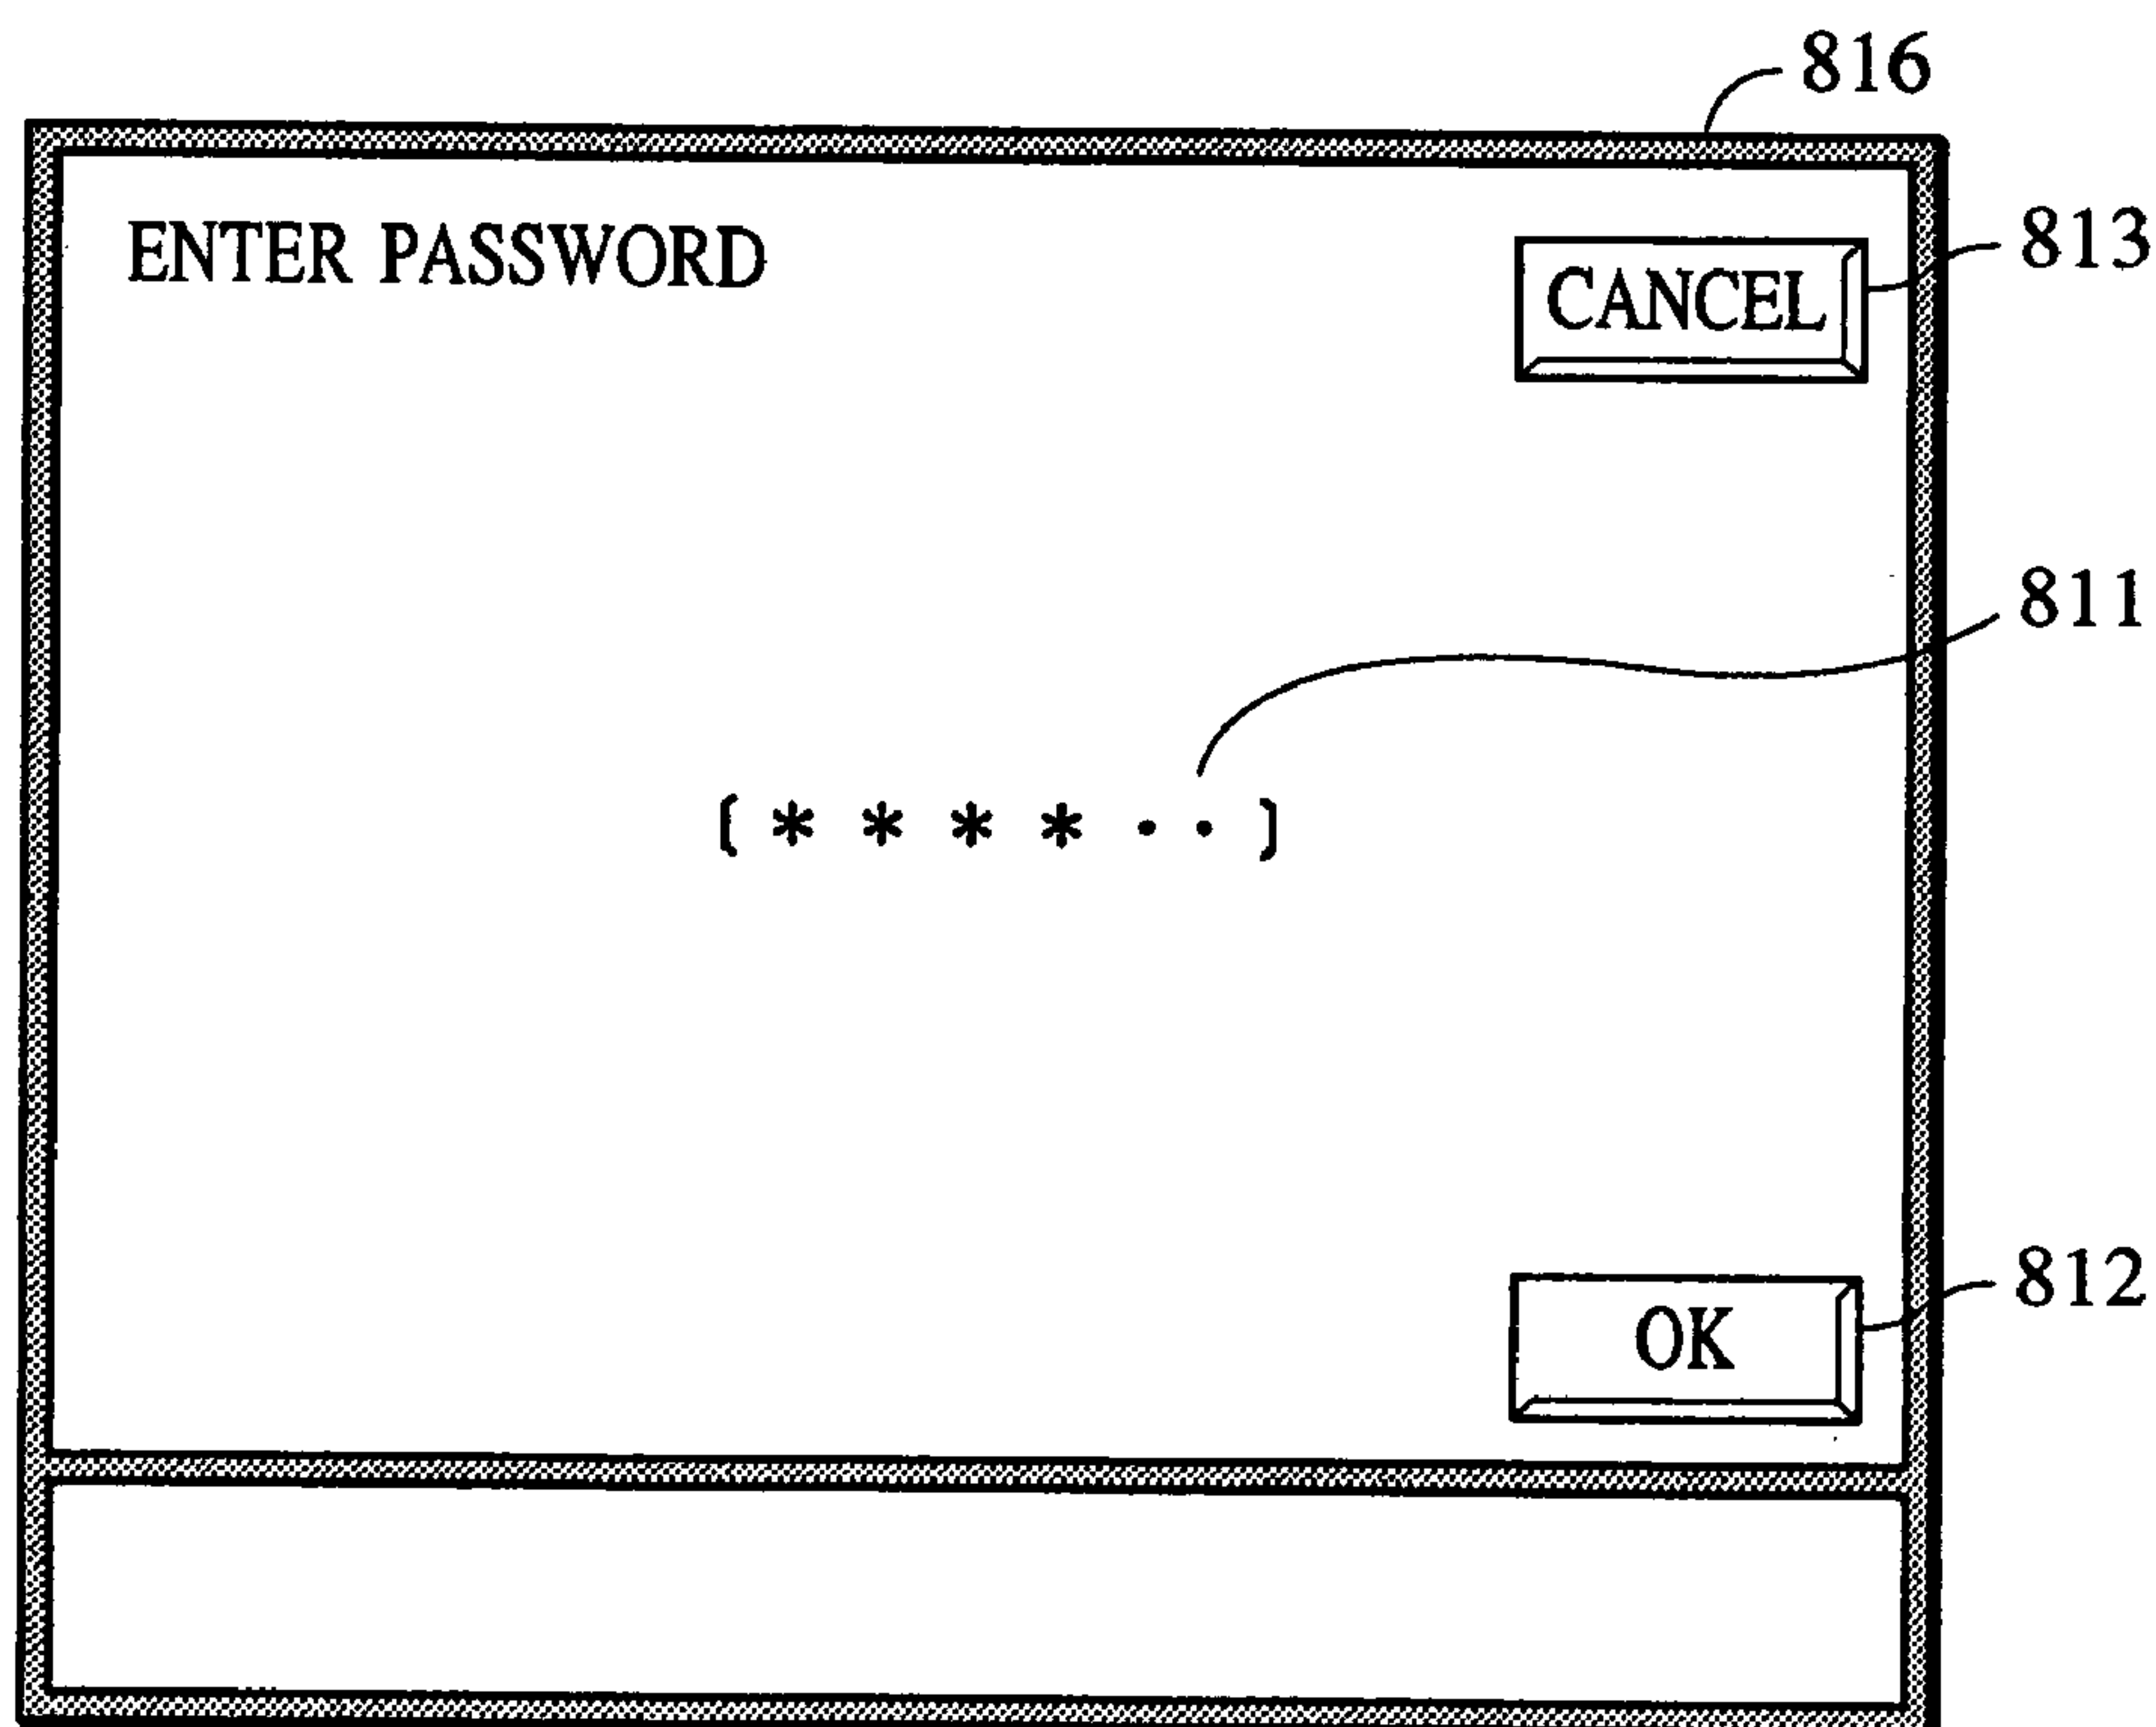 816
ENTER PASSWORD
CANCEL
813
811
[ * * * * · · ]
OK
812